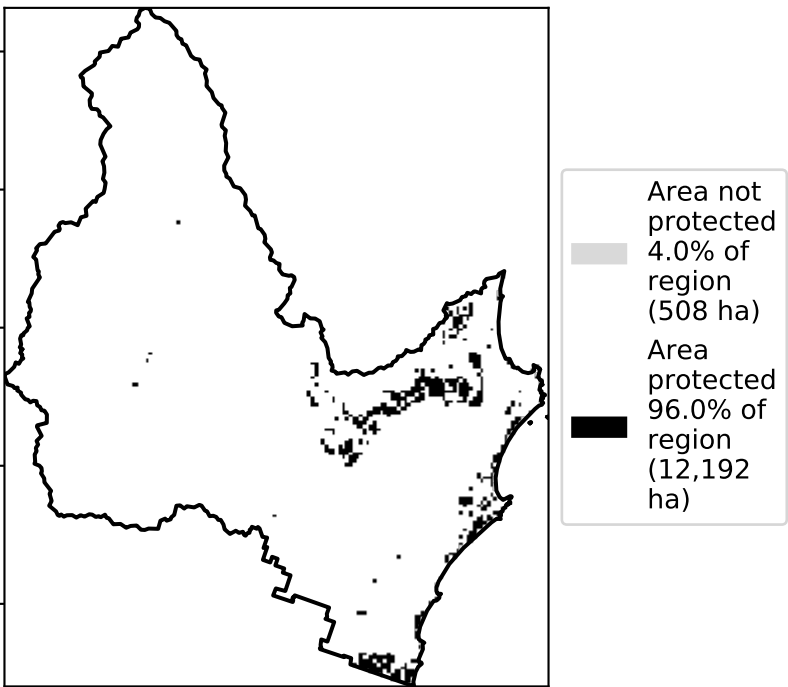 Area not
protected
4.0% of
region
(508 ha)
Area
protected
96.0% of
region
(12,192
ha)